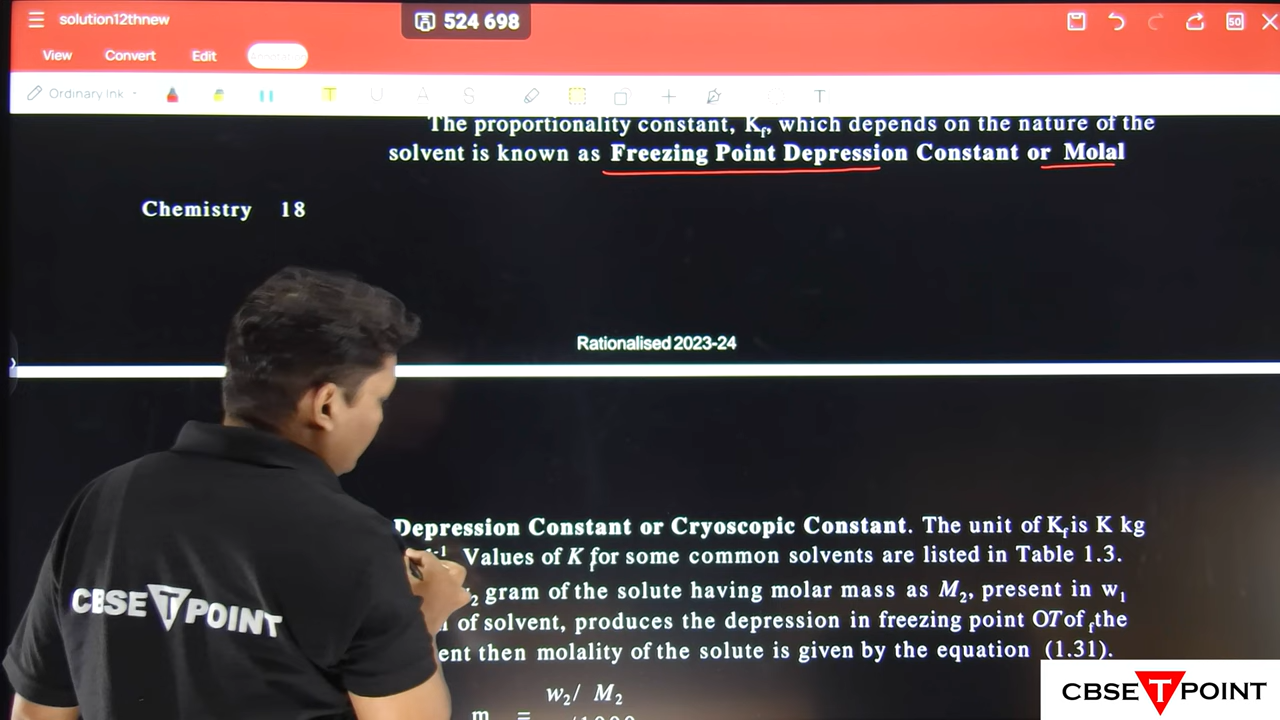 solution12thnew
524 698
50
View Convert Edit
Ordinary Ink
The proportionality constant, Kf, which depends on the nature of the
solvent is known as Freezing Point Depression Constant or Molal
Chemistry 18
Rationalised 2023-24
Depression Constant or Cryoscopic Constant. The unit of Kf is K kg
Values of K for some common solvents are listed in Table 1.3.
gram of the solute having molar mass as M2, present in w1
of solvent, produces the depression in freezing point OTof f the
then molality of the solute is given by the equation (1.31).
w2/ M2
m =
/1000
CBSE T POINT
CBSE T POINT